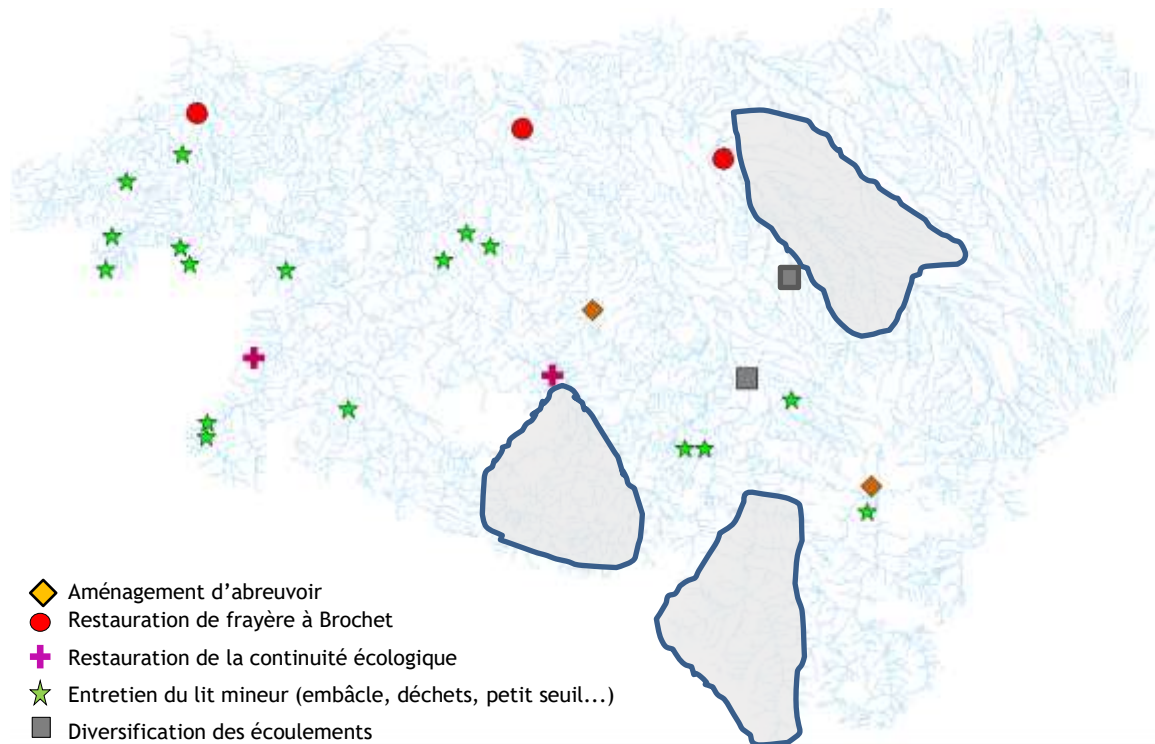 Aménagement d'abreuvoir
Restauration de frayère à Brochet
Restauration de la continuité écologique
Entretien du lit mineur (embâcle, déchets, petit seuil...)
Diversification des écoulements